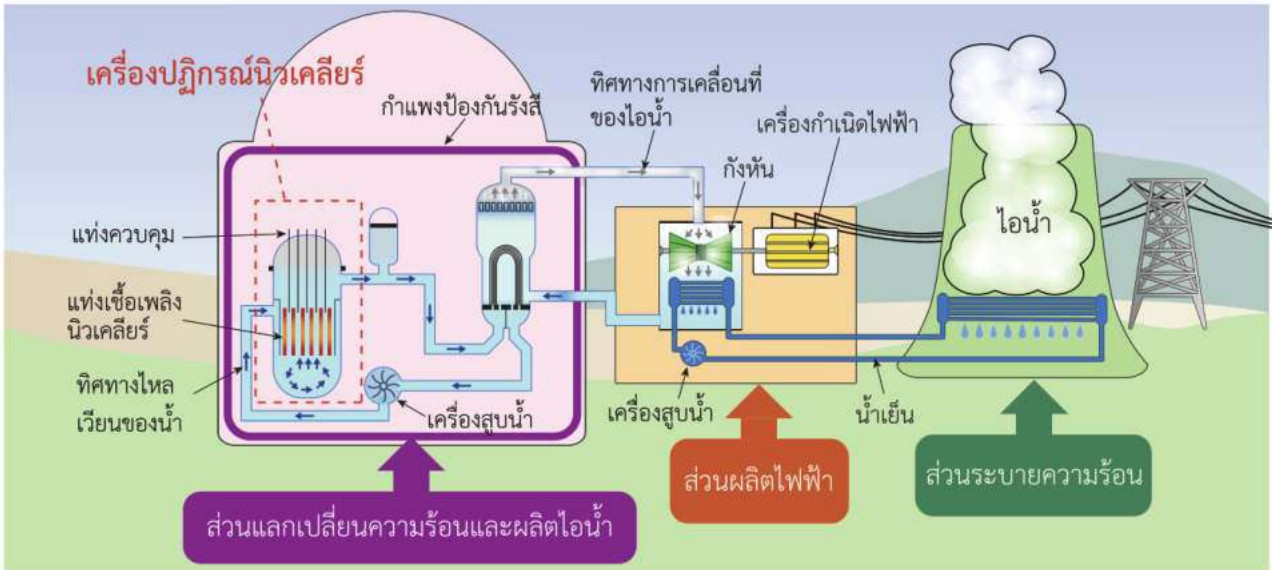 เครื่องปฏิกรณ์นิวเคลียร์
กำแพงป้องกันรังสี
ทิศทางการเคลื่อนที่
ของไอน้ำ
เครื่องกำเนิดไฟฟ้า
กังหัน
แท่งควบคุม
แท่งเชื้อเพลิง
นิวเคลียร์
ทิศทางไหล
เวียนของน้ำ
เครื่องสูบน้ำ
เครื่องสูบน้ำ
น้ำเย็น
ไอน้ำ
ส่วนแลกเปลี่ยนความร้อนและผลิตไอน้ำ
ส่วนผลิตไฟฟ้า
ส่วนระบายความร้อน